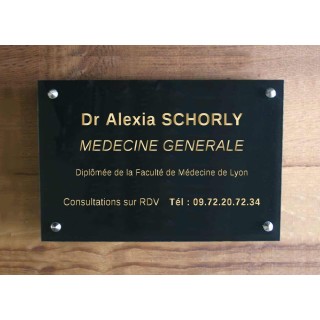 Dr Alexia SCHORLY
MEDECINE GENERALE
Diplômée de la Faculté de Médecine de Lyon
Consultations sur RDV Tél : 09.72.20.72.34